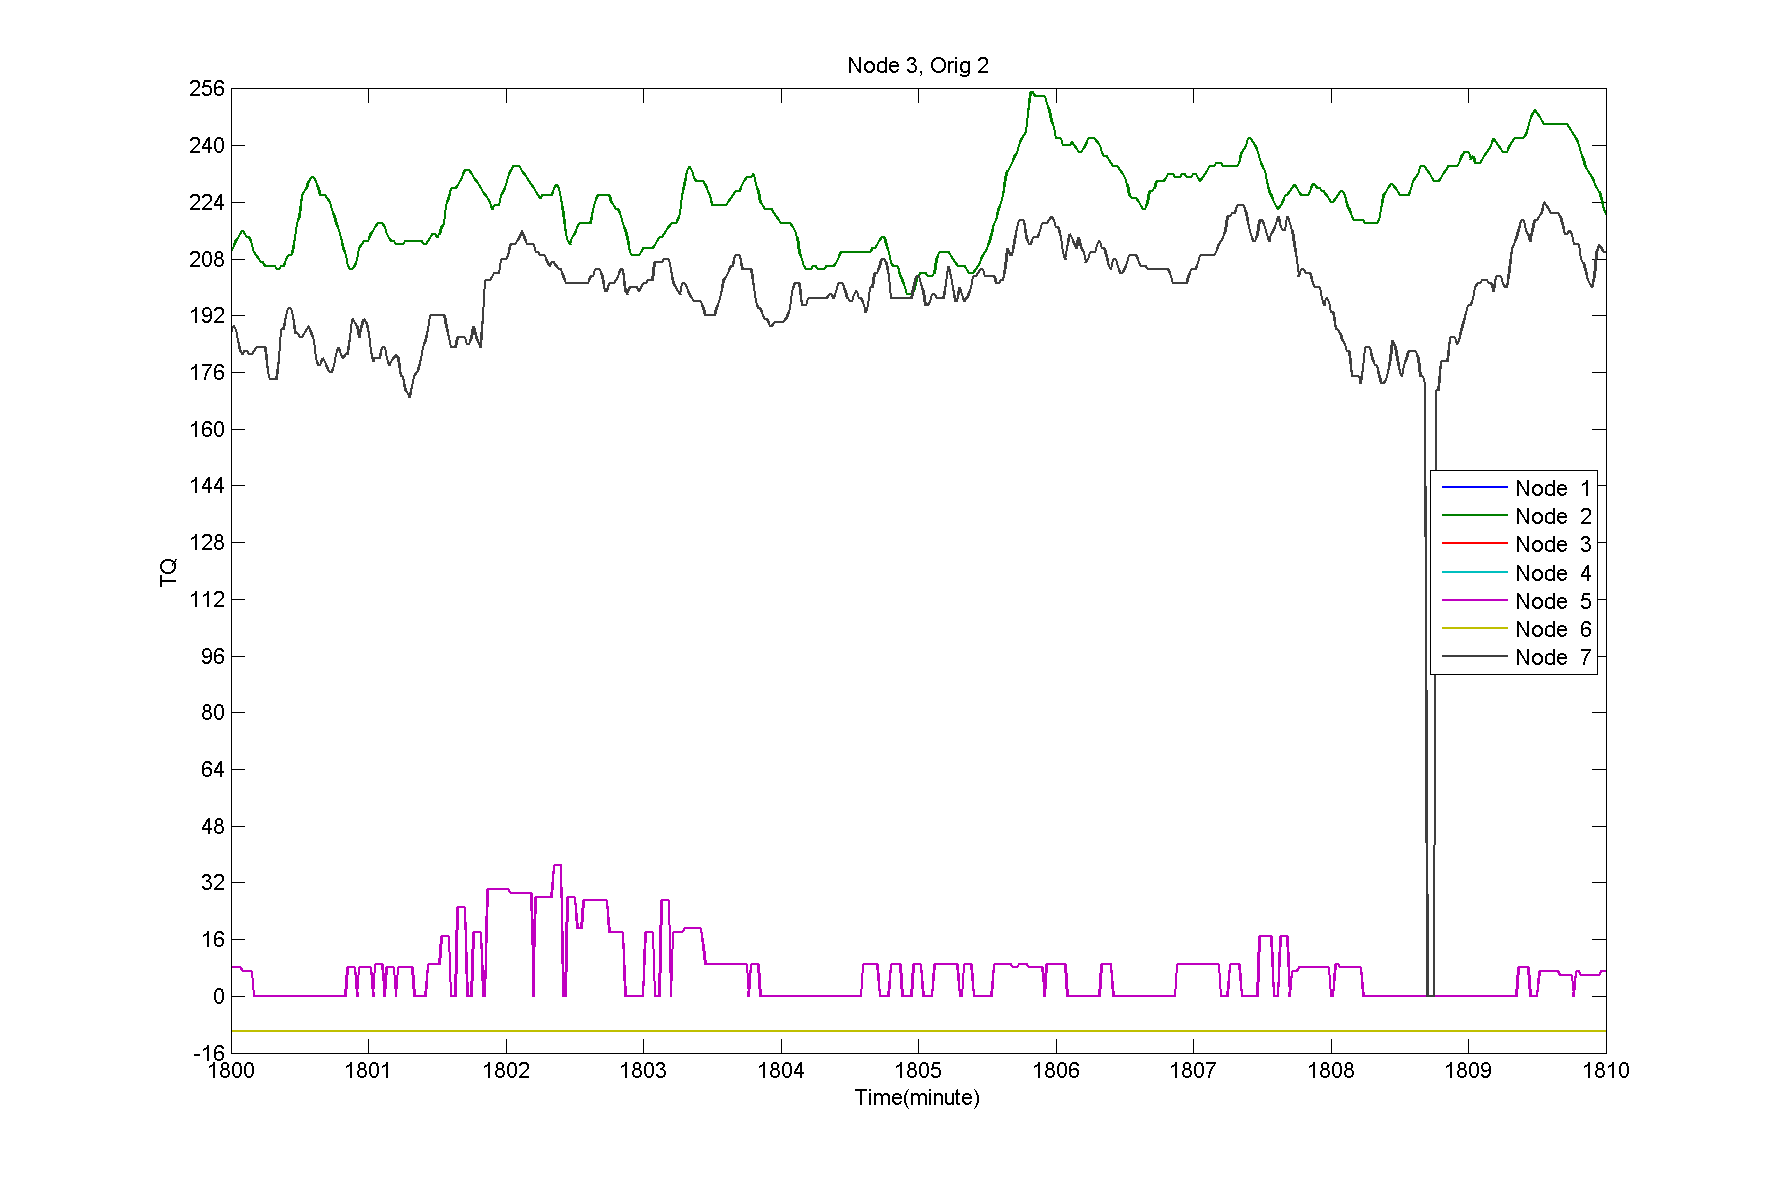 Node 3, Orig 2
256
240
224
208
192
176
160
144
128
112
96
80
64
48
32
16
0
-16
TQ
Node 1
Node 2
Node 3
Node 4
Node 5
Node 6
Node 7
1800 1801 1802 1803 1804 1805 1806 1807 1808 1809 1810
Time(minute)